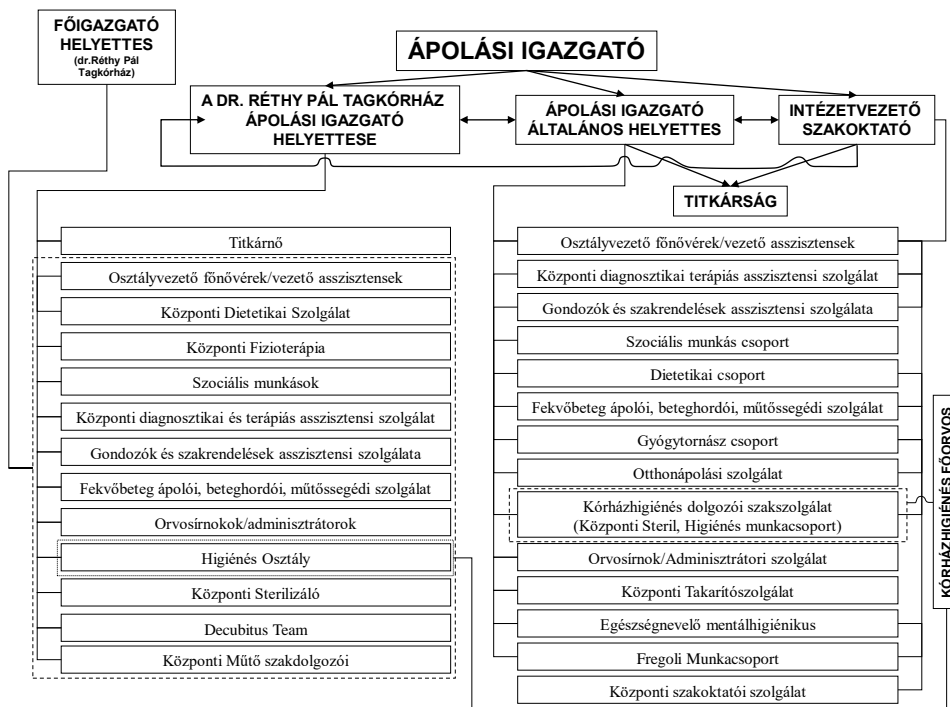 FŐIGAZGATÓ
HELYETTES
(dr.Réthy Pál
Tagkórház)
ÁPOLÁSI IGAZGATÓ
A DR. RÉTHY PÁL TAGKÓRHÁZ
ÁPOLÁSI IGAZGATÓ
HELYETTESE
ÁPOLÁSI IGAZGATÓ
ÁLTALÁNOS HELYETTES
INTÉZETVEZETŐ
SZAKOKTATÓ
TITKÁRSÁG
Titkárnő
Osztályvezető főnővérek/vezető asszisztensek
Központi Dietetikai Szolgálat
Központi Fizioterápia
Szociális munkások
Központi diagnosztikai és terápiás asszisztensi szolgálat
Gondozók és szakrendelések asszisztensi szolgálata
Fekvőbeteg ápolói, beteghordói, műtőssegédi szolgálat
Orvosírnokok/adminisztrátorok
Higiénés Osztály
Központi Sterilizáló
Decubitus Team
Központi Műtő szakdolgozói
Osztályvezető főnővérek/vezető asszisztensek
Központi diagnosztikai terápiás asszisztensi szolgálat
Gondozók és szakrendelések asszisztensi szolgálata
Szociális munkás csoport
Dietetikai csoport
Fekvőbeteg ápolói, beteghordói, műtőssegédi szolgálat
Gyógytornász csoport
Otthonápolási szolgálat
Kórházhigiénés dolgozói szakszolgálat
(Központi Steril, Higiénés munkacsoport)
Orvosírnok/Adminisztrátori szolgálat
Központi Takarítószolgálat
Egészségnevelő mentálhigiénikus
Fregoli Munkacsoport
Központi szakoktatói szolgálat
KÓRHÁZHIGIÉNÉS FŐORVOS